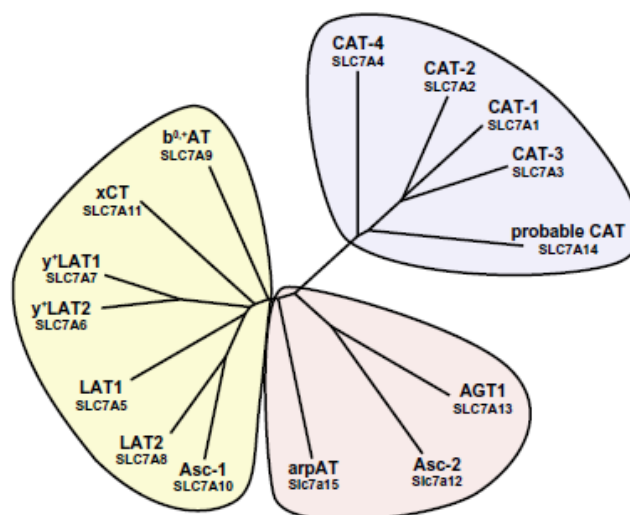 CAT-4
SLC7A4
CAT-2
SLC7A2
CAT-1
SLC7A1
CAT-3
SLC7A3
probable CAT
SLC7A14
b⁰,⁺AT
SLC7A9
xCT
SLC7A11
y⁺LAT1
SLC7A7
y⁺LAT2
SLC7A6
LAT1
SLC7A5
LAT2
SLC7A8
Asc-1
SLC7A10
arpAT
Slc7a15
Asc-2
Slc7a12
AGT1
SLC7A13